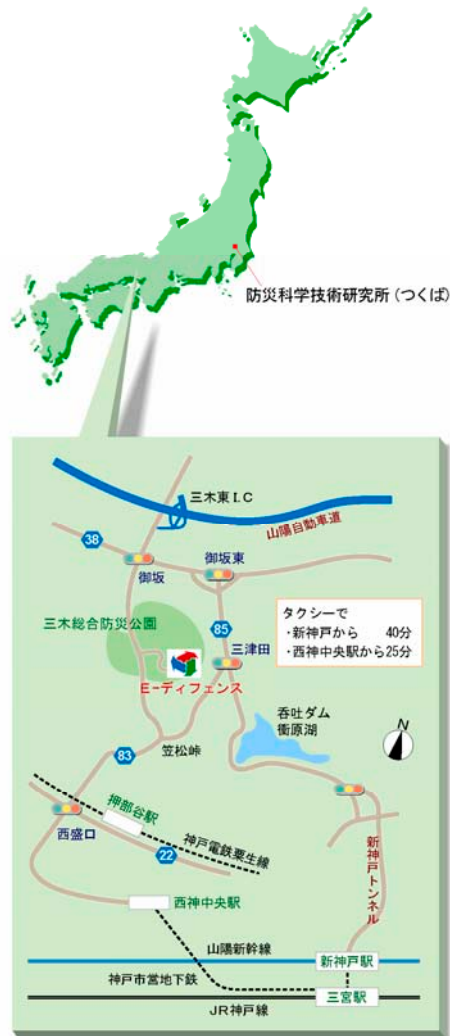 防災科学技術研究所(つくば)
三木東I.C
山陽自動車道
38
御坂東
御坂
三木総合防災公園
85
タクシーで
・新神戸から 40分
・西神中央駅から25分
三津田
E-ディフェンス
呑吐ダム
衝原湖
N
笠松峠
83
押部谷駅
西盛口
神戸電鉄粟生線
22
新神戸トンネル
西神中央駅
山陽新幹線
新神戸駅
神戸市営地下鉄
三宮駅
JR神戸線